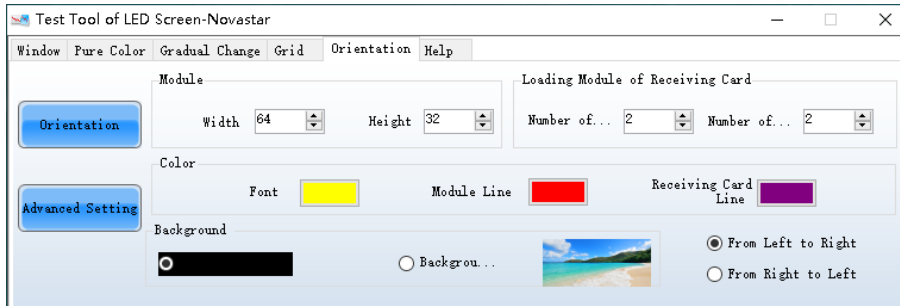 Test Tool of LED Screen-Novastar
Window Pure Color Gradual Change Grid Orientation Help
Module
Loading Module of Receiving Card
Orientation
Width 64 Height 32 Number of... 2 Number of... 2
Color
Font Module Line Receiving Card Line
Advanced Setting
Background
Backgrou...
From Left to Right
From Right to Left